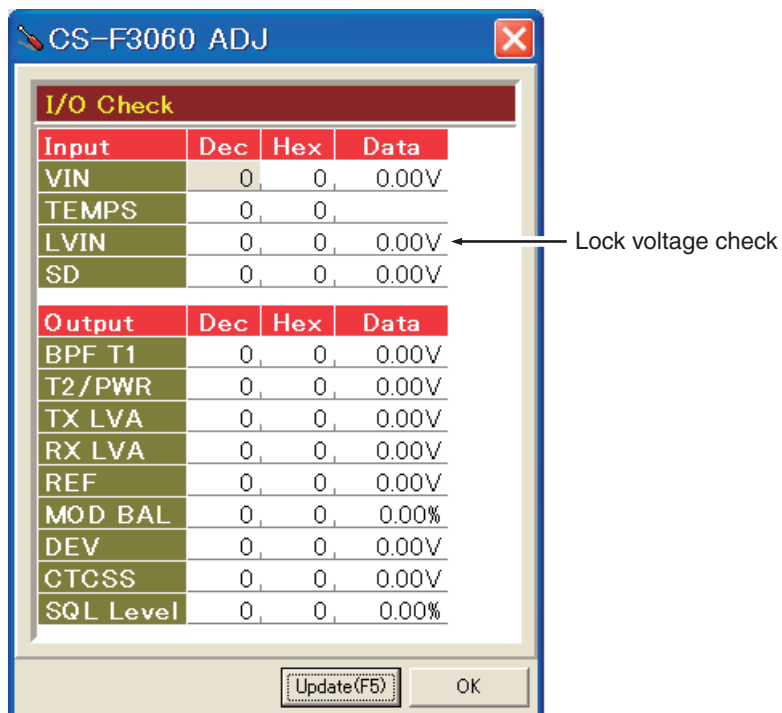 CS-F3060 ADJ
I/O Check
Input Dec Hex Data
VIN 0 0 0.00V
TEMPS 0 0
LVIN 0 0 0.00V Lock voltage check
SD 0 0 0.00V
Output Dec Hex Data
BPF T1 0 0 0.00V
T2/PWR 0 0 0.00V
TX LVA 0 0 0.00V
RX LVA 0 0 0.00V
REF 0 0 0.00V
MOD BAL 0 0 0.00%
DEV 0 0 0.00V
CTCSS 0 0 0.00V
SQL Level 0 0 0.00%
Update(F5) OK